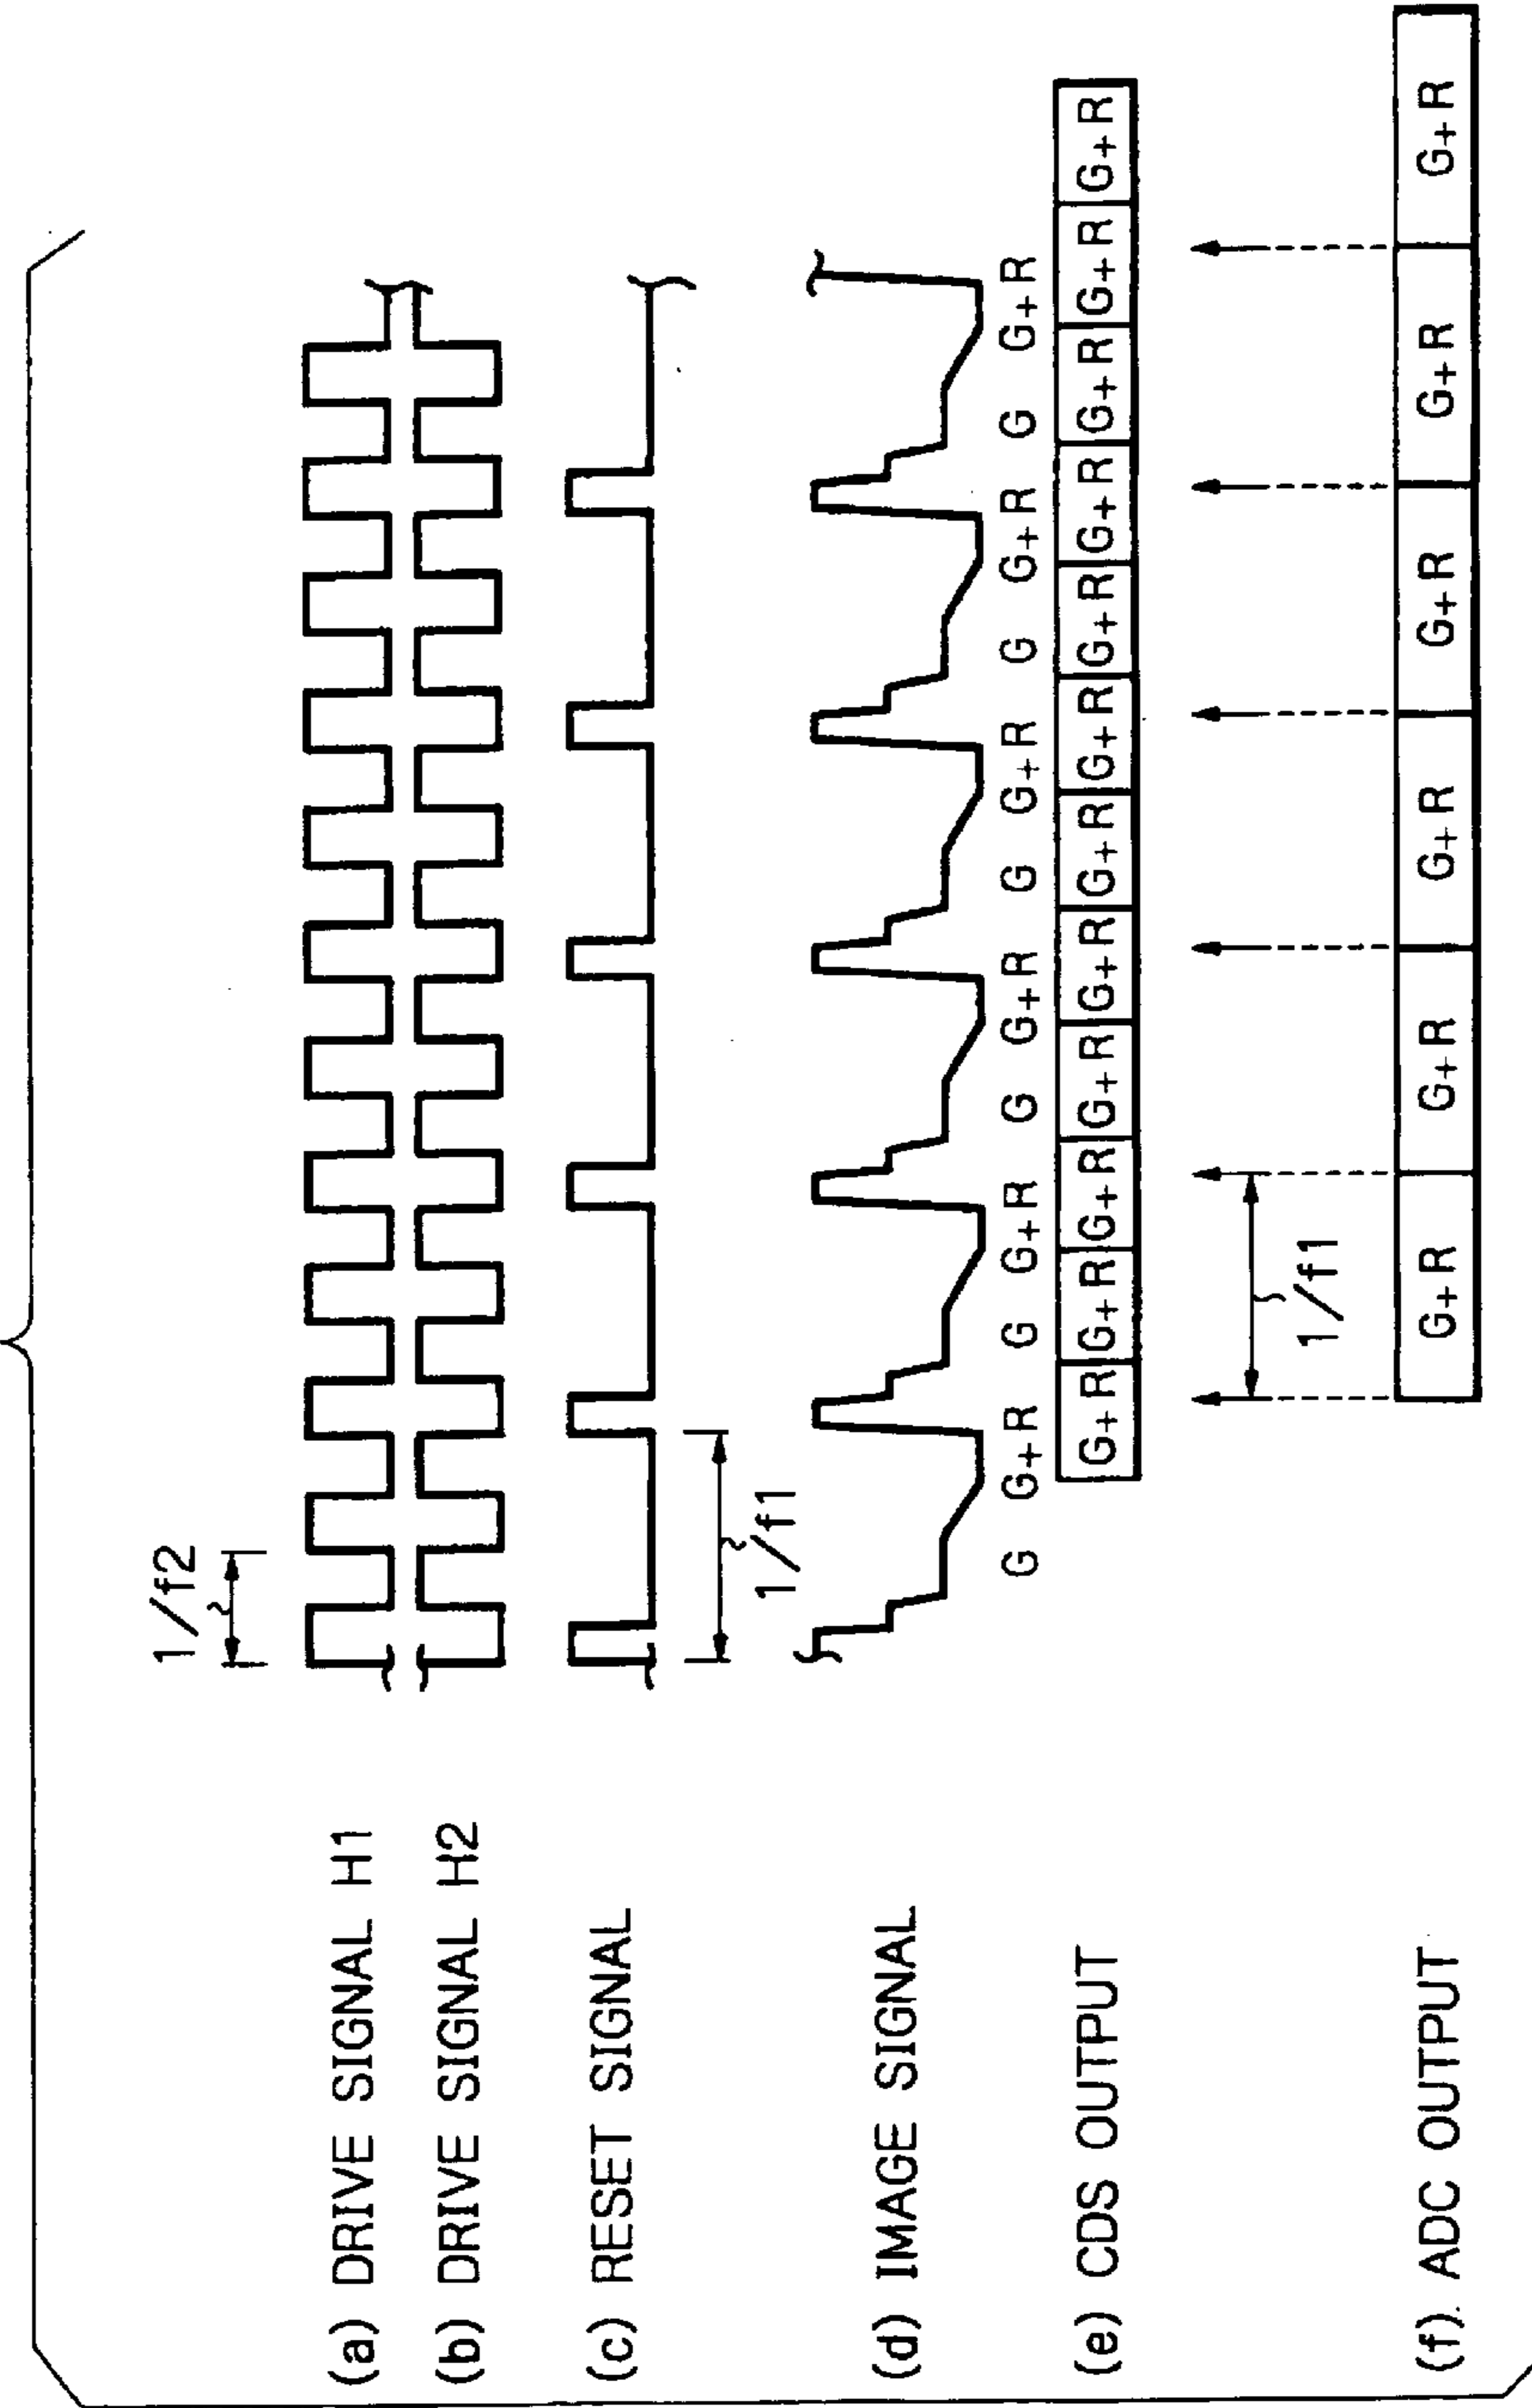 1/f2
(a) DRIVE SIGNAL H1
(b) DRIVE SIGNAL H2
(c) RESET SIGNAL
1/f1
(d) IMAGE SIGNAL
G G+R G G+R G G+R G G+R G G+R G G+R
(e) CDS OUTPUT G+R G+R G+R G+R G+R G+R G+R G+R G+R G+R G+R G+R
1/f1
(f). ADC OUTPUT G+R G+R G+R G+R G+R G+R